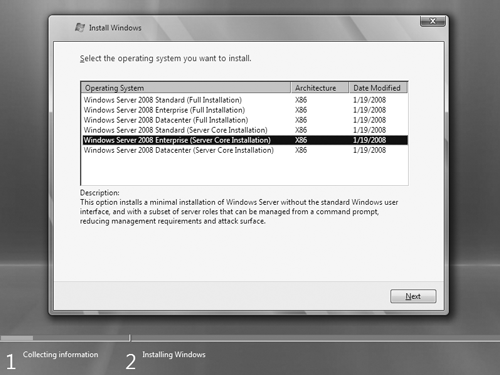 Install Windows
Select the operating system you want to install.
Operating System Architecture Date Modified
Windows Server 2008 Standard (Full Installation) X86 1/19/2008
Windows Server 2008 Enterprise (Full Installation) X86 1/19/2008
Windows Server 2008 Datacenter (Full Installation) X86 1/19/2008
Windows Server 2008 Standard (Server Core Installation) X86 1/19/2008
Windows Server 2008 Enterprise (Server Core Installation) X86 1/19/2008
Windows Server 2008 Datacenter (Server Core Installation) X86 1/19/2008
Description:
This option installs a minimal installation of Windows Server without the standard Windows user
interface, and with a subset of server roles that can be managed from a command prompt,
reducing management requirements and attack surface.
Next
1 Collecting information 2 Installing Windows